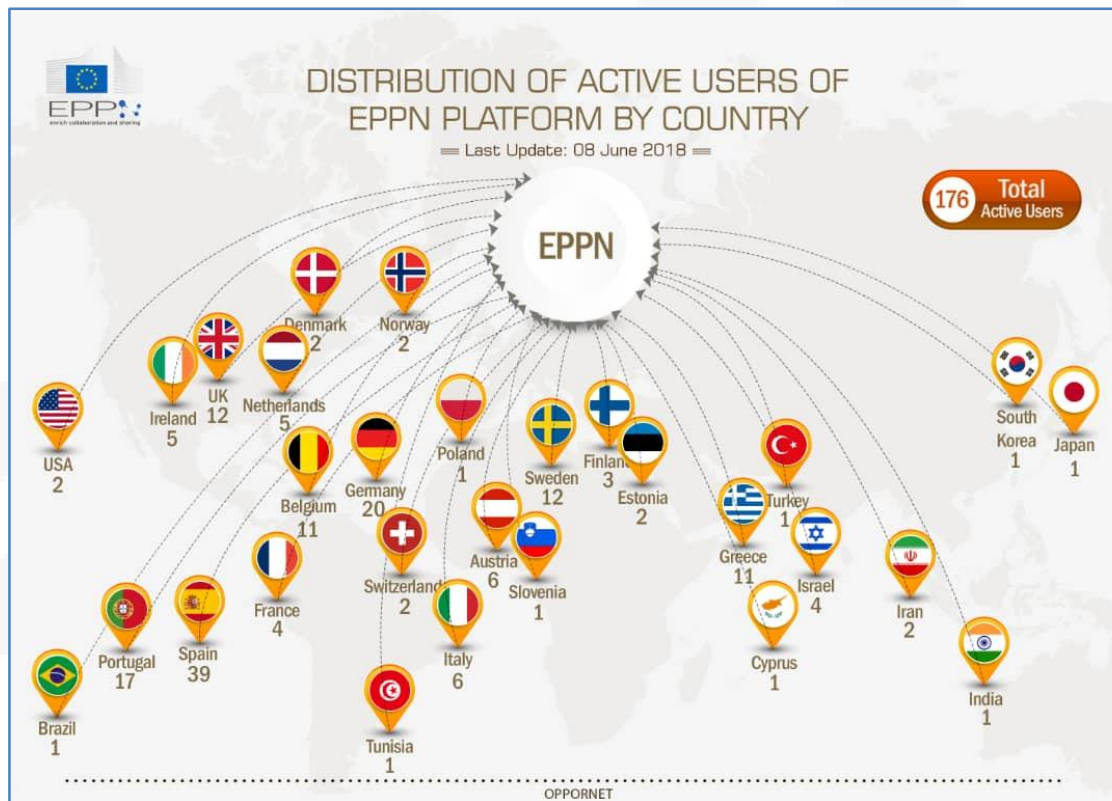 EPPN
enrich collaboration and sharing
DISTRIBUTION OF ACTIVE USERS OF
EPPN PLATFORM BY COUNTRY
Last Update: 08 June 2018
176
Total
Active Users
EPPN
Denmark
2
Norway
2
UK
12
Ireland
5
Netherlands
5
USA
2
South
Korea
1
Japan
1
Belgium
11
Germany
20
Poland
1
Sweden
12
Finland
3
Estonia
2
Turkey
1
Greece
11
Israel
4
Iran
2
Austria
6
Slovenia
1
Switzerland
2
France
4
Portugal
17
Spain
39
Italy
6
Cyprus
1
India
1
Brazil
1
Tunisia
1
OPPORNET